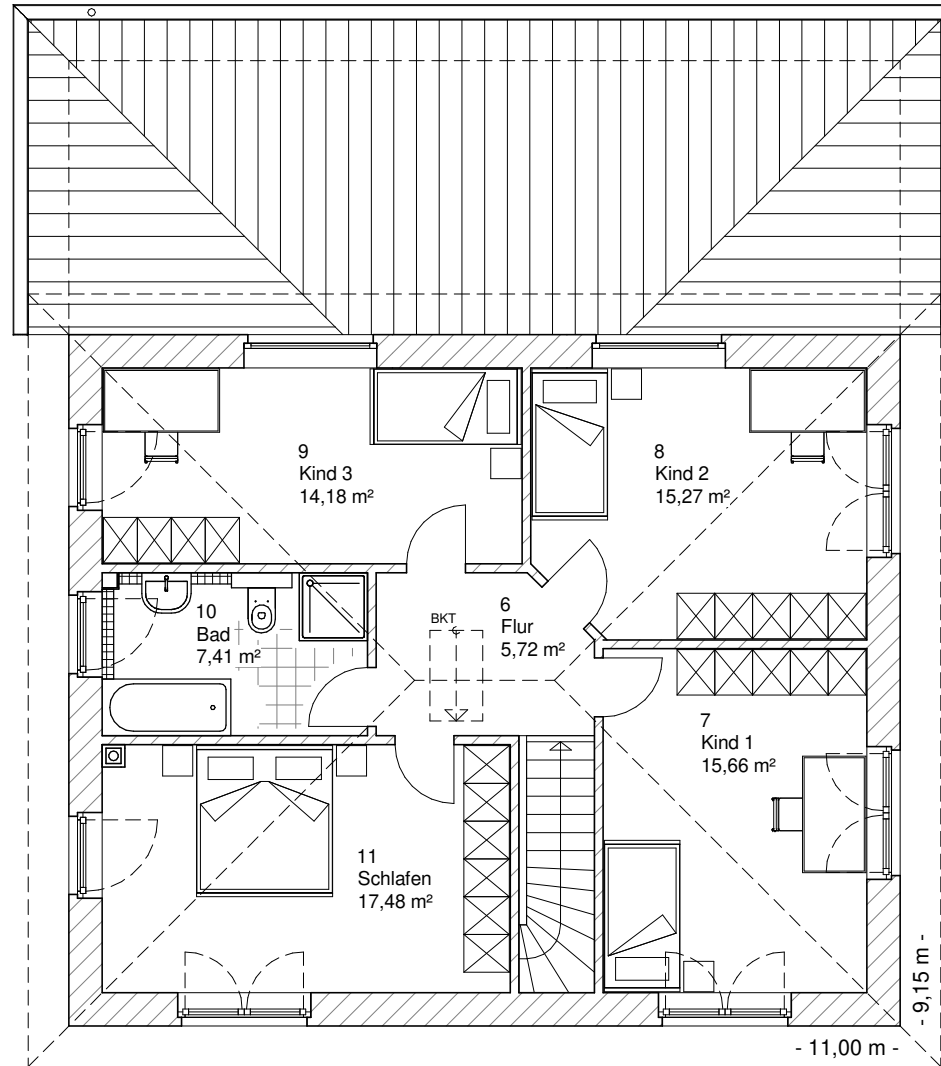 9
Kind 3
14,18 m²
8
Kind 2
15,27 m²
10
Bad
7,41 m²
BKT
6
Flur
5,72 m²
7
Kind 1
15,66 m²
11
Schlafen
17,48 m²
- 9,15 m -
- 11,00 m -